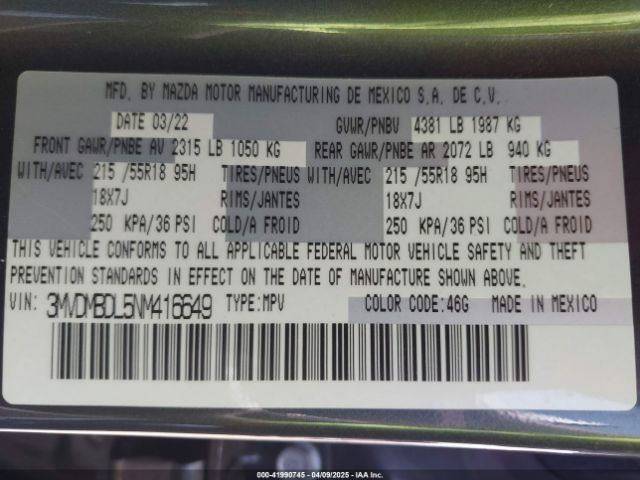 MFD. BY MAZDA MOTOR MANUFACTURING DE MEXICO S.A. DE C.V.
DATE 03/22 GVWR/PNBV 4381 LB 1987 KG
FRONT GAWR/PNBE AV 2315 LB 1050 KG REAR GAWR/PNBE AR 2072 LB 940 KG
WITH/AVEC 215 /55R18 95H TIRES/PNEUS WITH/AVEC 215 /55R18 95H TIRES/PNEUS
18X7J RIMS/JANTES 18X7J RIMS/JANTES
250 KPA/36 PSI COLD/A FROID 250 KPA/36 PSI COLD/A FROID
THIS VEHICLE CONFORMS TO ALL APPLICABLE FEDERAL MOTOR VEHICLE SAFETY AND THEFT
PREVENTION STANDARDS IN EFFECT ON THE DATE OF MANUFACTURE SHOWN ABOVE.
VIN: 3MVDMBDL5NM416649 TYPE:MPV COLOR CODE:46G MADE IN MEXICO
000-41990745 - 04/09/2025 - IAA Inc.